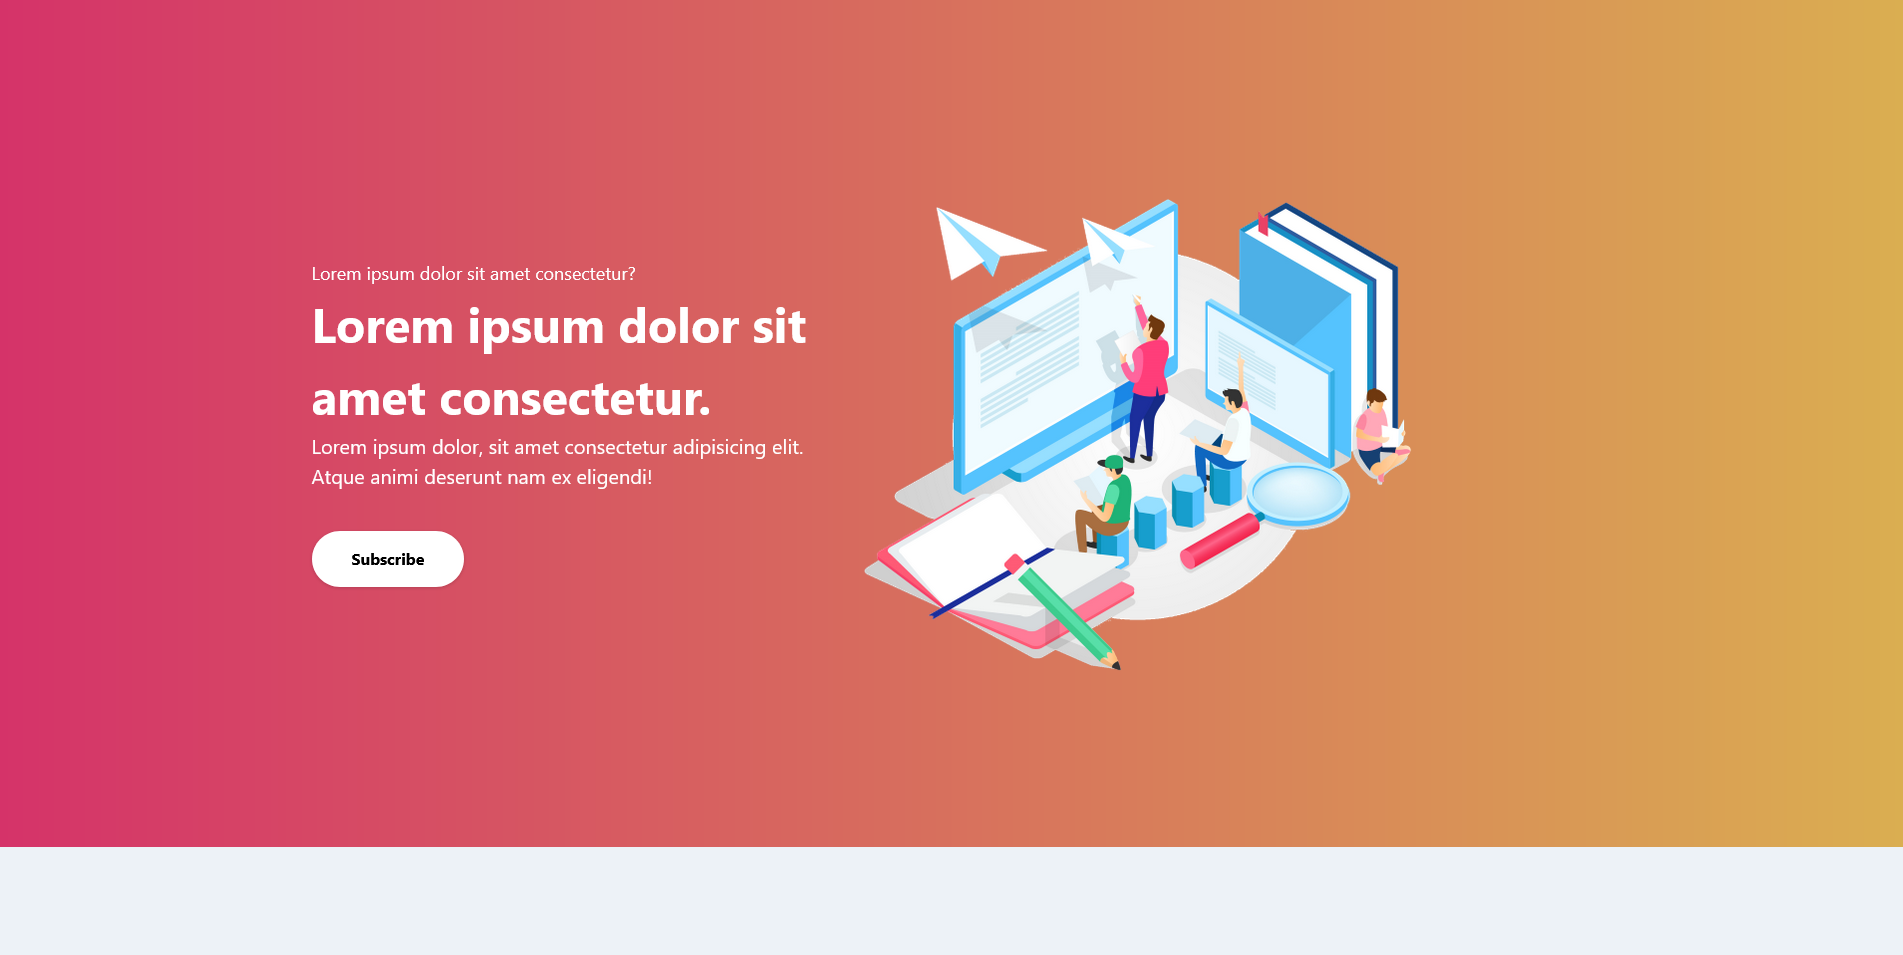 Lorem ipsum dolor sit amet consectetur?
Lorem ipsum dolor sit
amet consectetur.
Lorem ipsum dolor, sit amet consectetur adipisicing elit.
Atque animi deserunt nam ex eligendi!
Subscribe